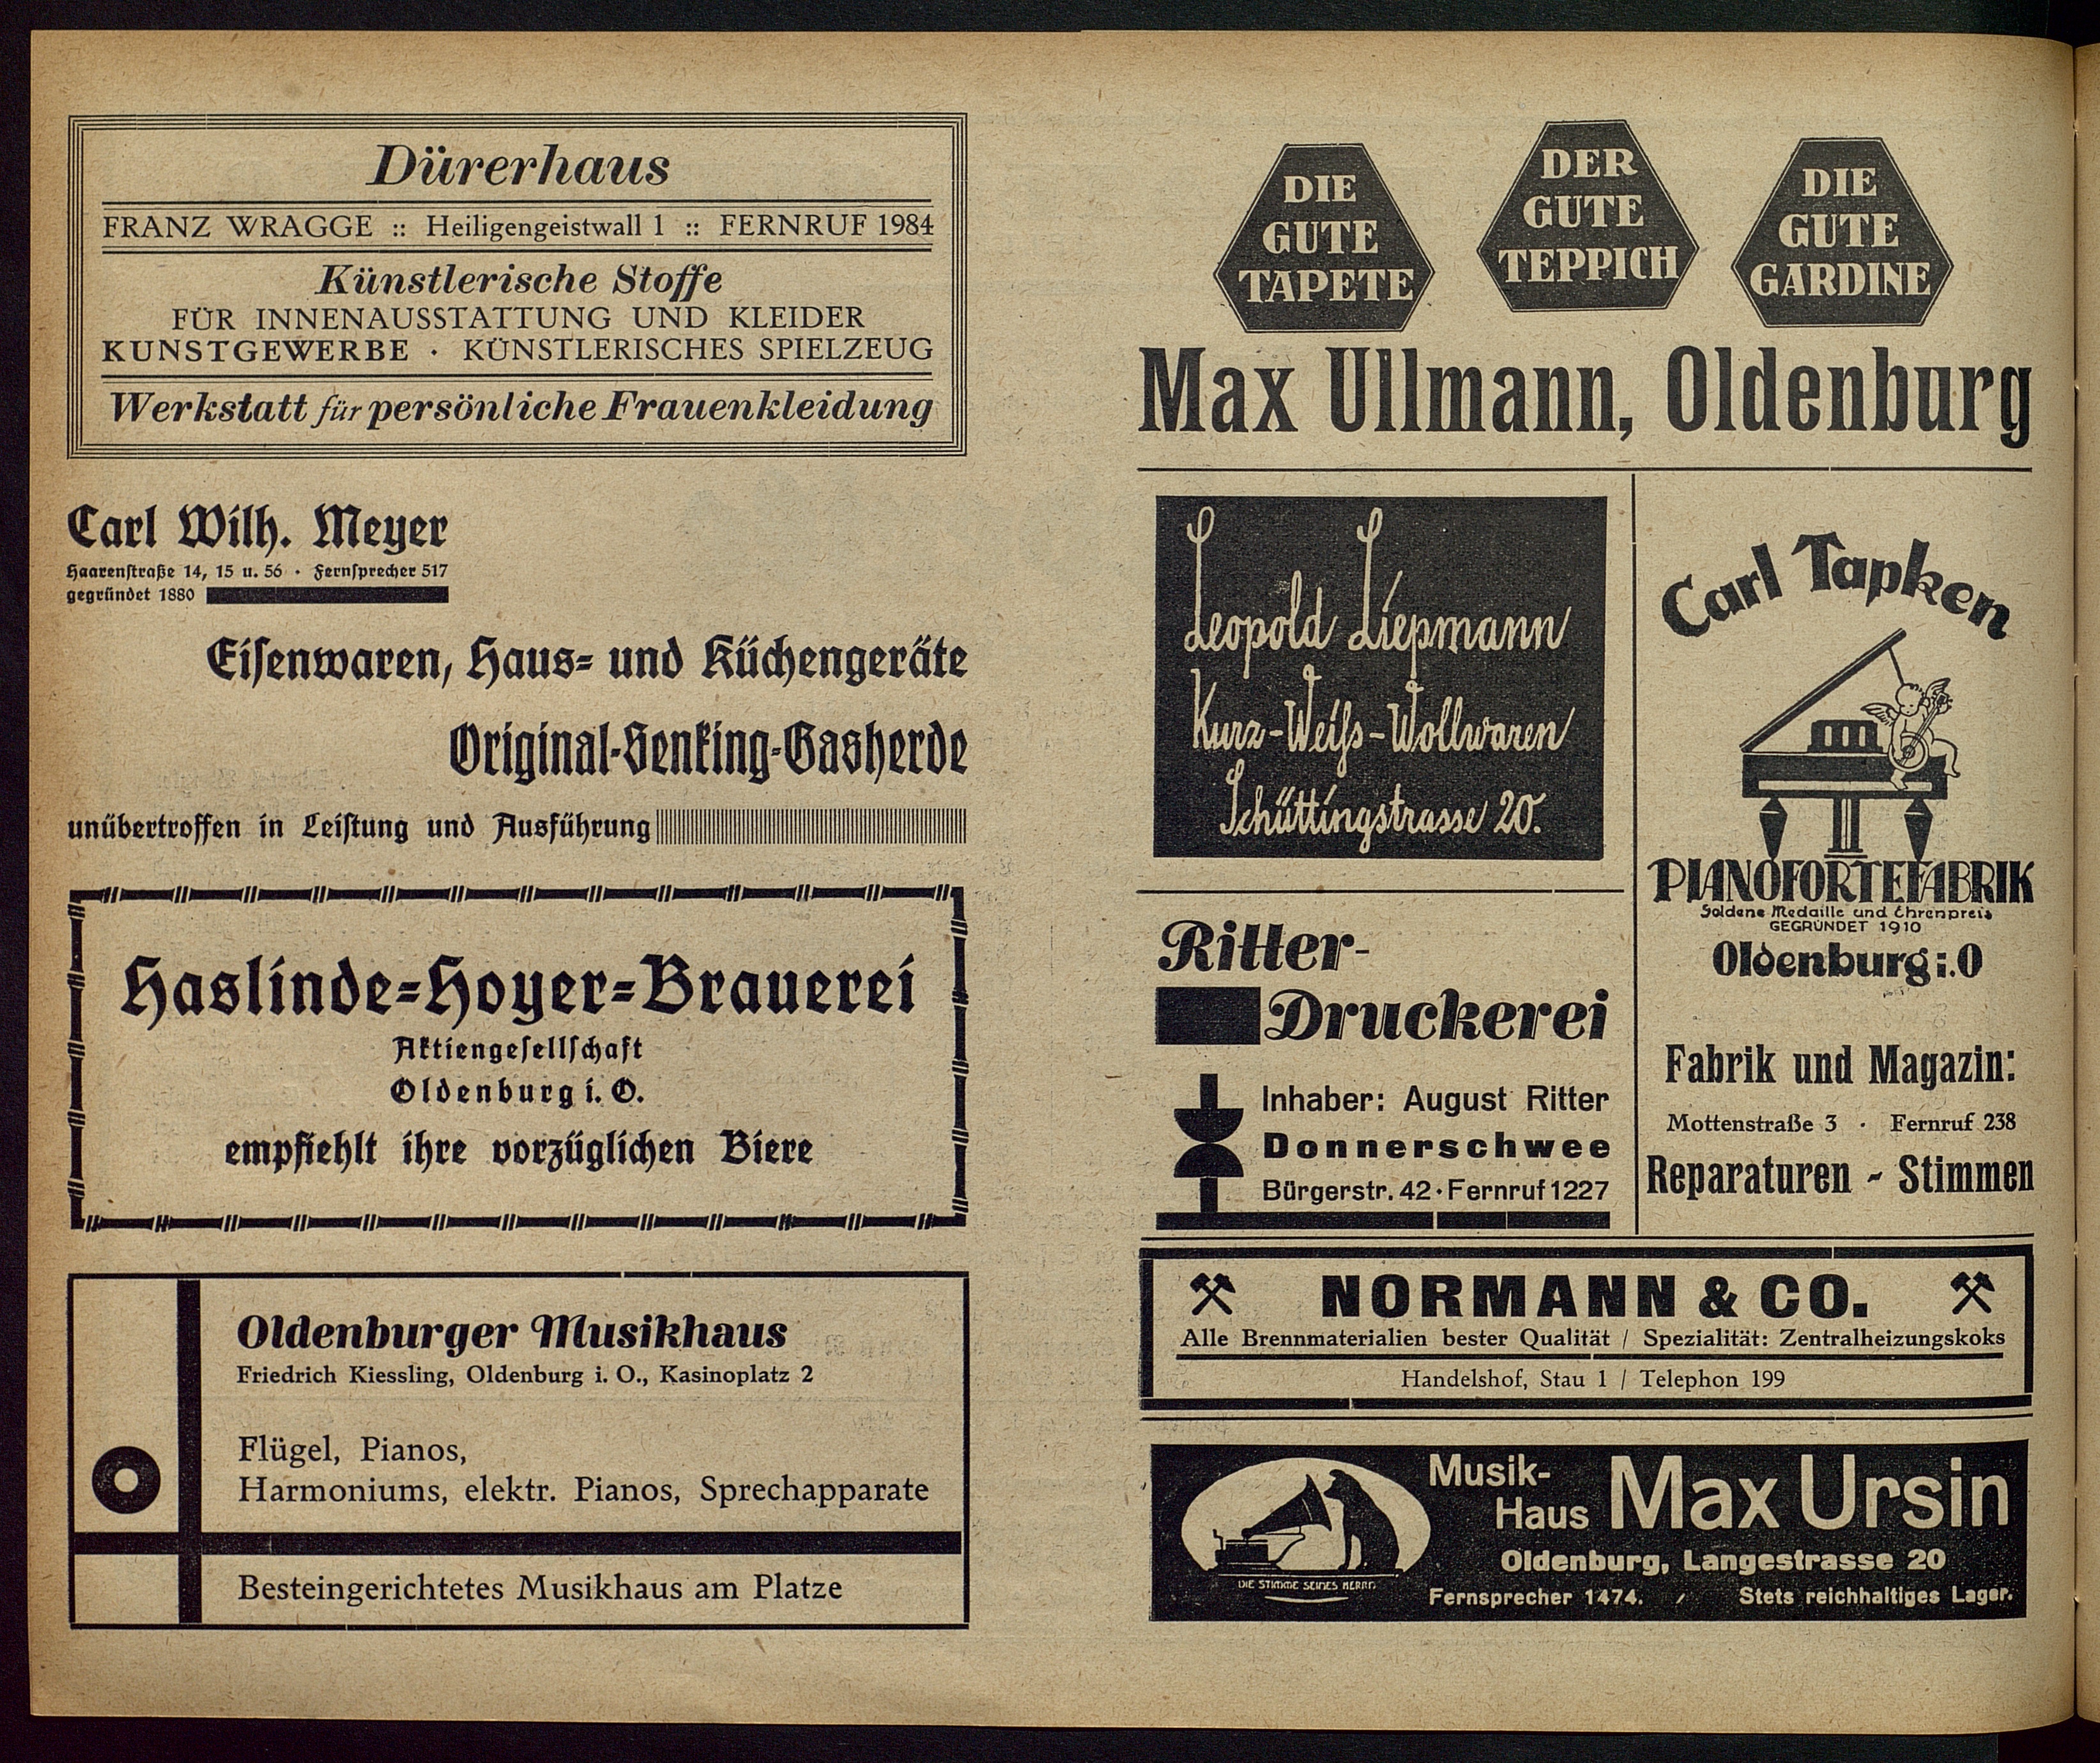 Dürerhaus
FRANZ WRAGGE :: Heiligengeistwall 1 :: FERNRUF 1984
Künstlerische Stoffe
FÜR INNENAUSSTATTUNG UND KLEIDER
KUNSTGEWERBE · KÜNSTLERISCHES SPIELZEUG
Werkstatt für persönliche Frauenkleidung
Carl Wilh. Meyer
Haarenſtraße 14, 15 u. 56 · Fernſprecher 517
gegründet 1880
Eiſenwaren, Haus= und Küchengeräte
Original-Senking-Gasherde
unübertroffen in Leiſtung und Ausführung
Haslinde=Hoyer=Brauerei
Aktiengeſellſchaft
Oldenburg i. O.
empfiehlt ihre vorzüglichen Biere
Oldenburger Musikhaus
Friedrich Kiessling, Oldenburg i. O., Kasinoplatz 2
Flügel, Pianos,
Harmoniums, elektr. Pianos, Sprechapparate
Besteingerichtetes Musikhaus am Platze
DIE
GUTE
TAPETE
DER
GUTE
TEPPICH
DIE
GUTE
GARDINE
Max Ullmann, Oldenburg
Leopold Liepmann
Kurz-Weiſs-Wollwaren
Schüttingstrasse 20.
Ritter-
Druckerei
Inhaber: August Ritter
Donnerschwee
Bürgerstr. 42 · Fernruf 1227
Carl Tapken
PIANOFORTEFABRIK
Goldene Medaille und Ehrenpreis
GEGRÜNDET 1910
Oldenburg i. O
Fabrik und Magazin:
Mottenstraße 3 · Fernruf 238
Reparaturen - Stimmen
NORMANN & CO.
Alle Brennmaterialien bester Qualität / Spezialität: Zentralheizungskoks
Handelshof, Stau 1 / Telephon 199
Musik-
Haus Max Ursin
Oldenburg, Langestrasse 20
DIE STIMME SEINES HERRN
Fernsprecher 1474. / Stets reichhaltiges Lager.